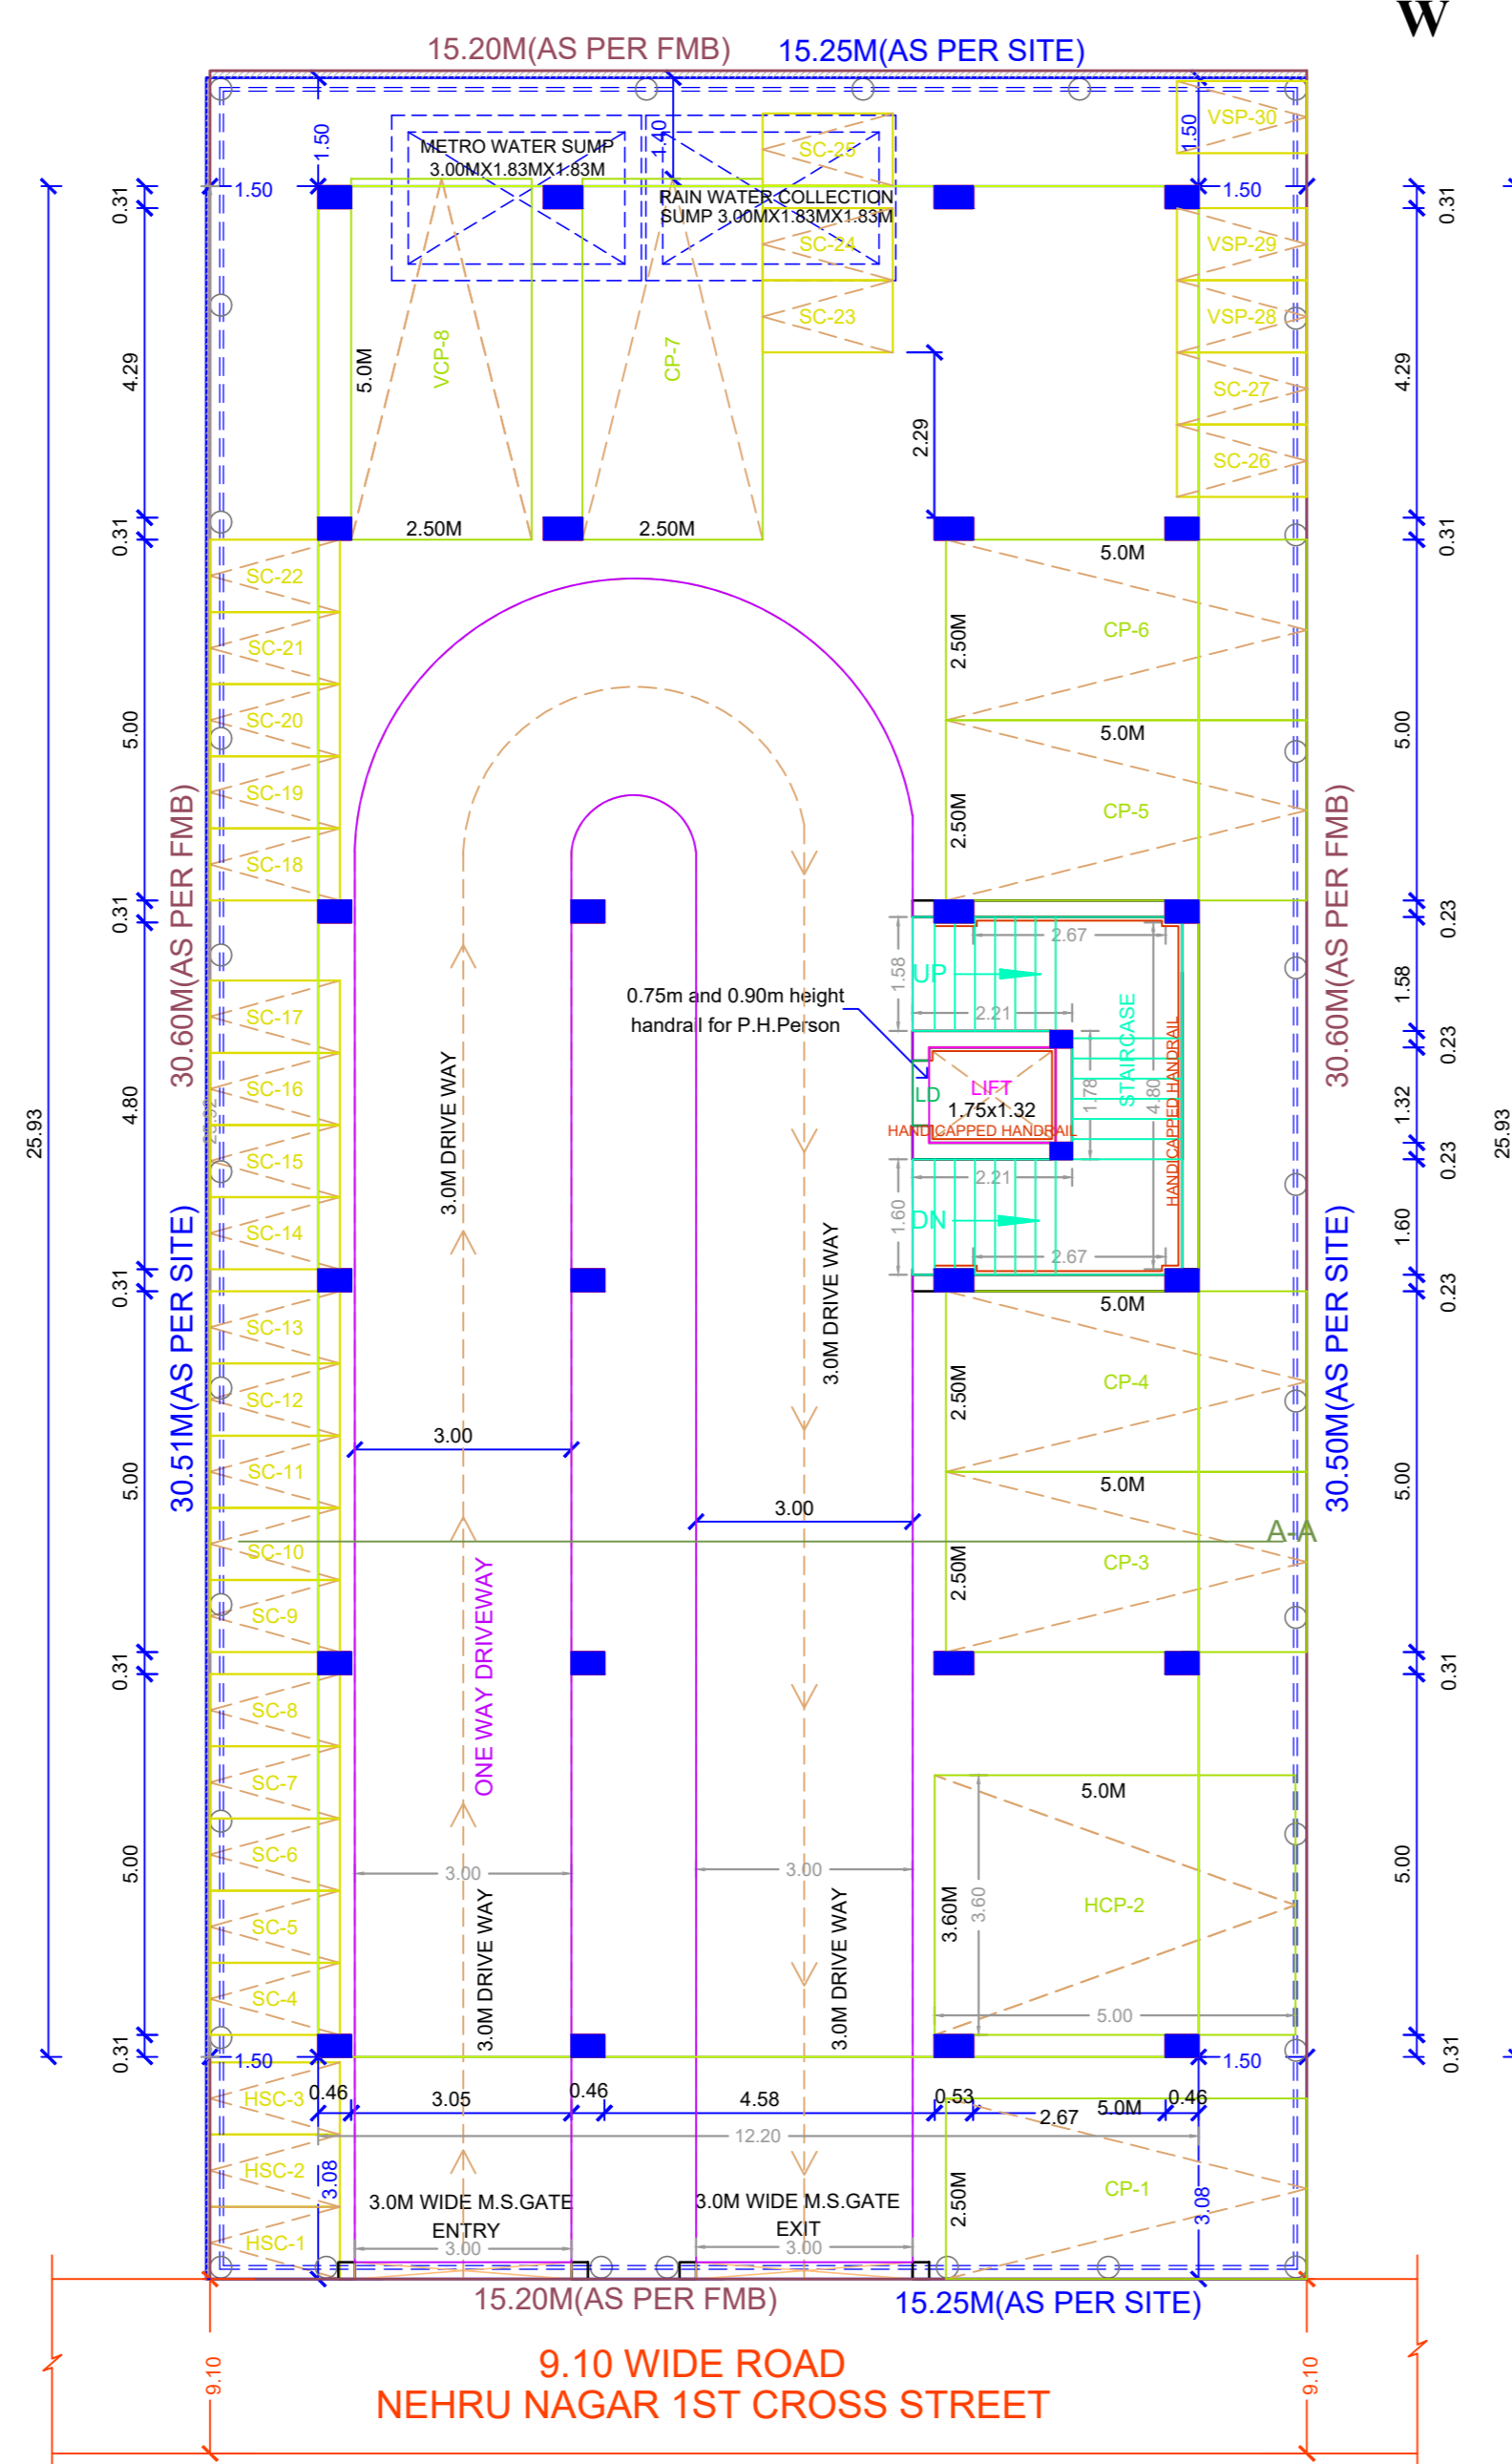 W
15.20M(AS PER FMB)
15.25M(AS PER SITE)
VSP-30
1.50
1.40
1.50
METRO WATER SUMP
3.00MX1.83MX1.83M
SC-25
0.31
1.50
1.50
0.31
RAIN WATER COLLECTION
SUMP 3.00MX1.83MX1.83M
SC-24
VSP-29
SC-23
VSP-28
4.29
5.0M
VCP-8
CP-7
SC-27
4.29
2.29
SC-26
0.31
2.50M
2.50M
0.31
5.0M
SC-22
CP-6
2.50M
SC-21
SC-20
5.00
5.0M
5.00
SC-19
CP-5
2.50M
SC-18
30.60M(AS PER FMB)
30.60M(AS PER FMB)
0.31
0.23
2.67
1.58
UP
1.58
0.75m and 0.90m height
handrail for P.H.Person
2.21
SC-17
0.23
STAIRCASE
HANDICAPPED HANDRAIL
SC-16
LIFT
LD
1.75x1.32
1.78
4.80
1.32
4.80
HANDICAPPED HANDRAIL
25.93
25.93
3.0M DRIVE WAY
SC-15
0.23
2.21
SC-14
1.60
DN
1.60
2.67
0.31
0.23
3.0M DRIVE WAY
5.0M
SC-13
30.51M(AS PER SITE)
30.50M(AS PER SITE)
CP-4
2.50M
SC-12
3.00
SC-11
5.00
5.0M
5.00
3.00
A-A
SC-10
CP-3
2.50M
SC-9
ONE WAY DRIVEWAY
0.31
0.31
SC-8
SC-7
5.0M
SC-6
5.00
3.00
3.00
5.00
HCP-2
3.60M
3.60
SC-5
3.0M DRIVE WAY
3.0M DRIVE WAY
SC-4
5.00
0.31
1.50
1.50
0.31
HSC-3
0.46
3.05
0.46
4.58
0.53
2.67
5.0M
0.46
12.20
HSC-2
3.08
CP-1
2.50M
3.08
3.0M WIDE M.S.GATE
ENTRY
3.0M WIDE M.S.GATE
EXIT
HSC-1
3.00
3.00
15.20M(AS PER FMB)
15.25M(AS PER SITE)
9.10 WIDE ROAD
9.10
9.10
NEHRU NAGAR 1ST CROSS STREET